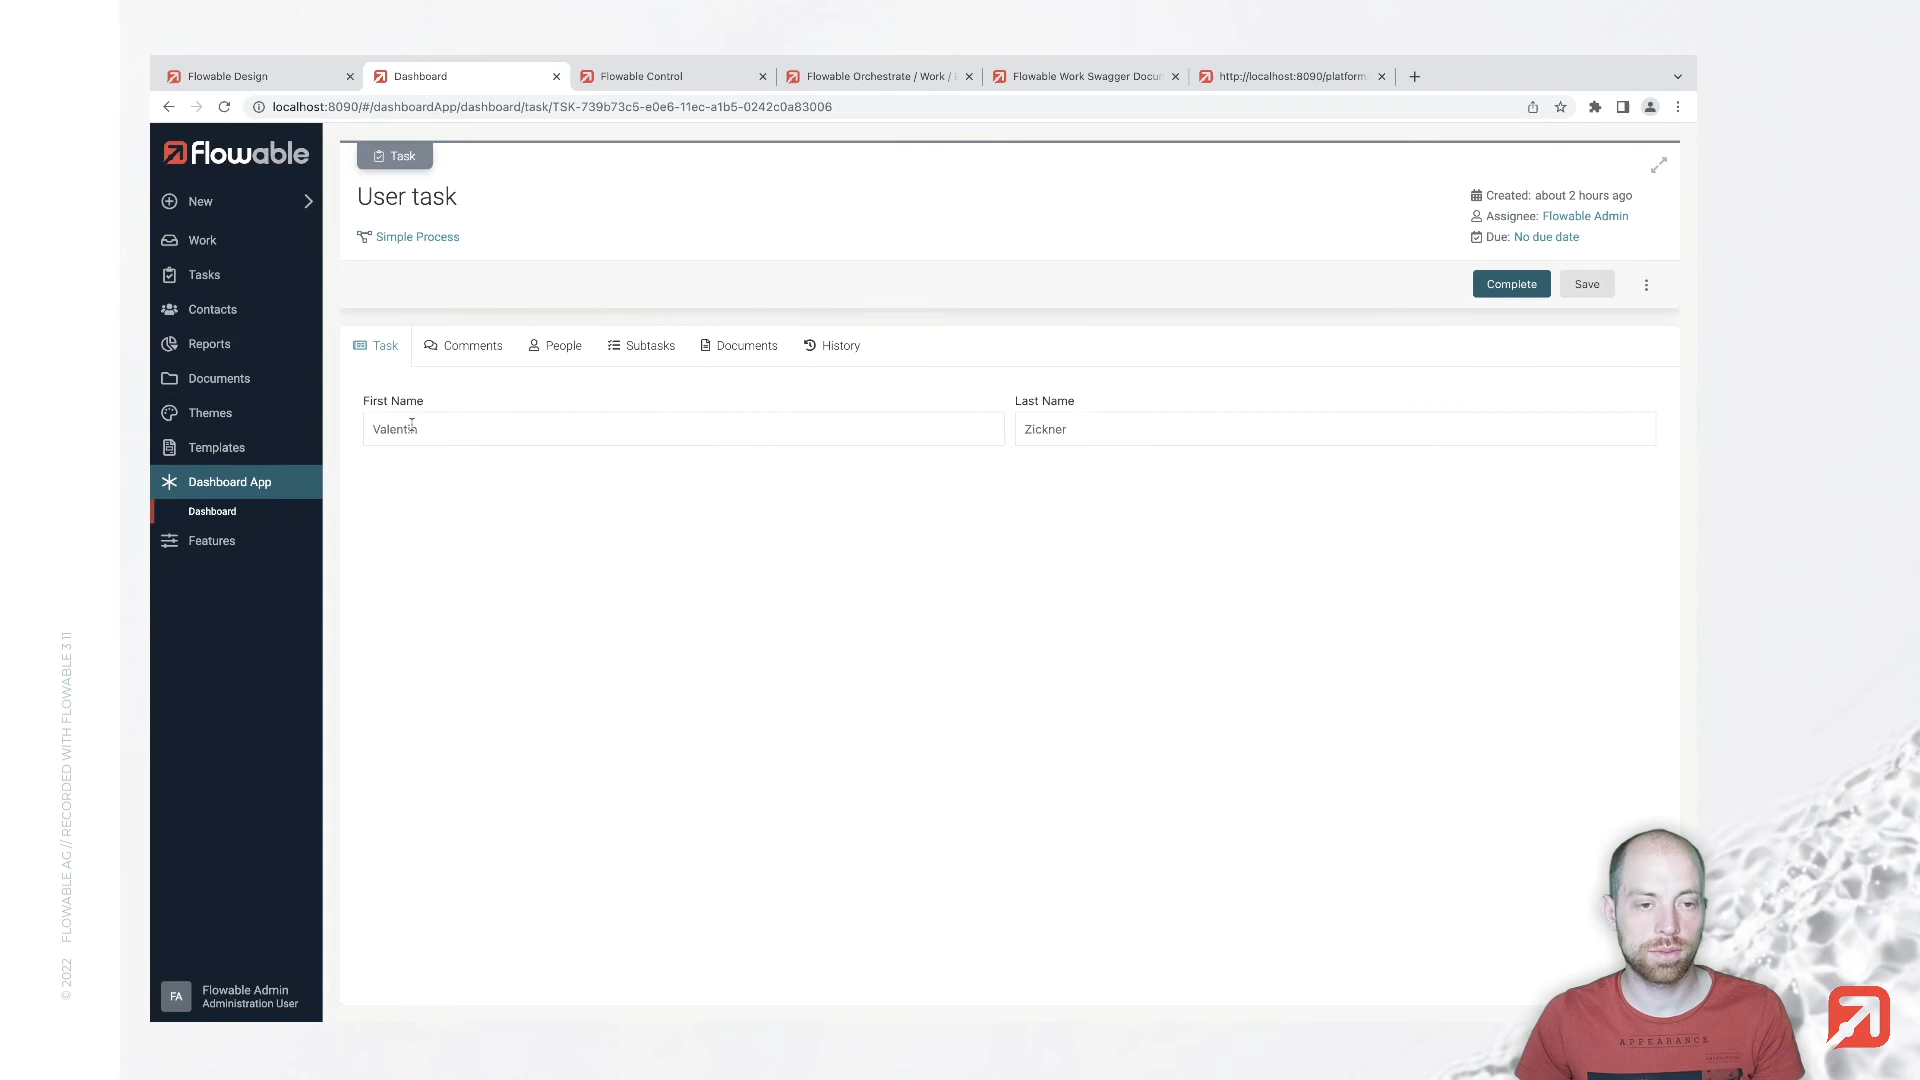 Flowable Design
Dashboard
Flowable Control
Flowable Orchestrate / Work /
Flowable Work Swagger Docu
http://localhost:8090/platform-
localhost:8090/#/dashboardApp/dashboard/task/TSK-739b73c5-e0e6-11ec-a1b5-0242c0a83006
Flowable
New
Work
Tasks
Contacts
Reports
Documents
Themes
Templates
Dashboard App
Dashboard
Features
FA
Flowable Admin
Administration User
Task
User task
Simple Process
Created: about 2 hours ago
Assignee: Flowable Admin
Due: No due date
Complete
Save
Task
Comments
People
Subtasks
Documents
History
First Name
Last Name
Valentin
Zickner
© 2022 FLOWABLE AG // RECORDED WITH FLOWABLE 3.11
APPEARANCE